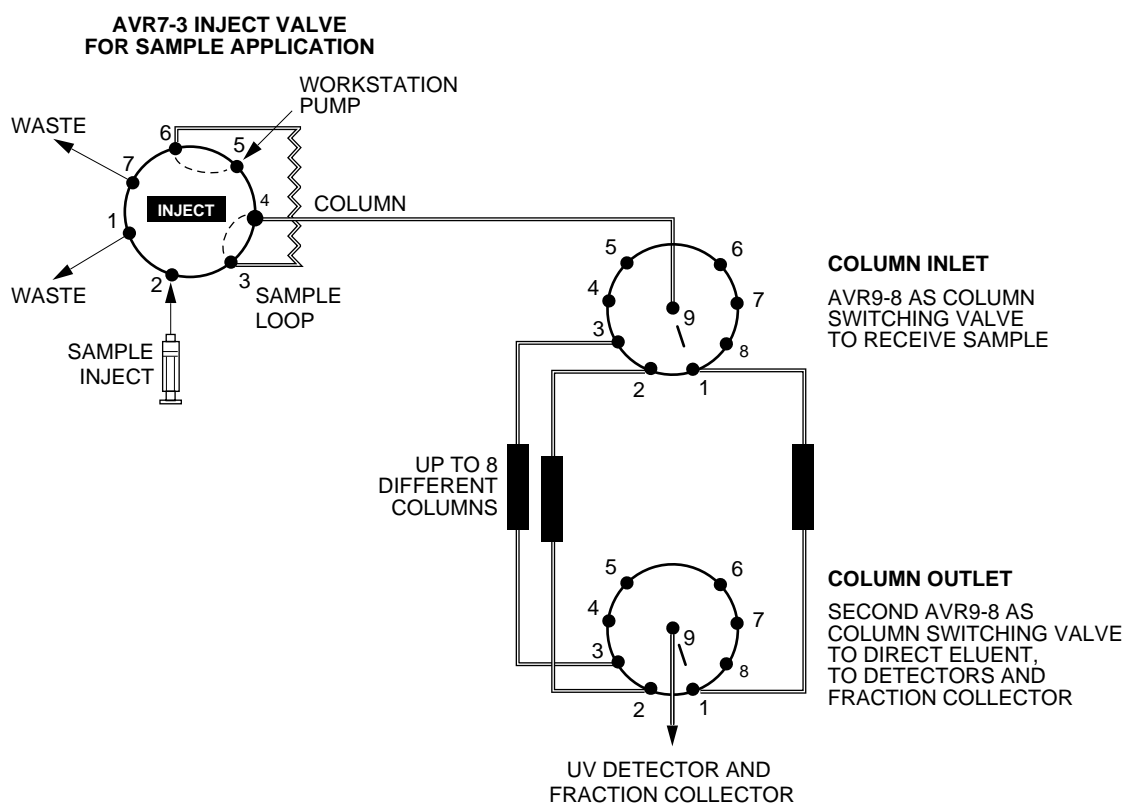 AVR7-3 INJECT VALVE
FOR SAMPLE APPLICATION
WORKSTATION
PUMP
WASTE
6
5
7
INJECT
4
COLUMN
1
WASTE
2
3
SAMPLE
LOOP
SAMPLE
INJECT
5
6
4
7
3
9
8
2
1
COLUMN INLET
AVR9-8 AS COLUMN
SWITCHING VALVE
TO RECEIVE SAMPLE
UP TO 8
DIFFERENT
COLUMNS
5
6
4
7
3
9
8
2
1
COLUMN OUTLET
SECOND AVR9-8 AS
COLUMN SWITCHING VALVE
TO DIRECT ELUENT,
TO DETECTORS AND
FRACTION COLLECTOR
UV DETECTOR AND
FRACTION COLLECTOR